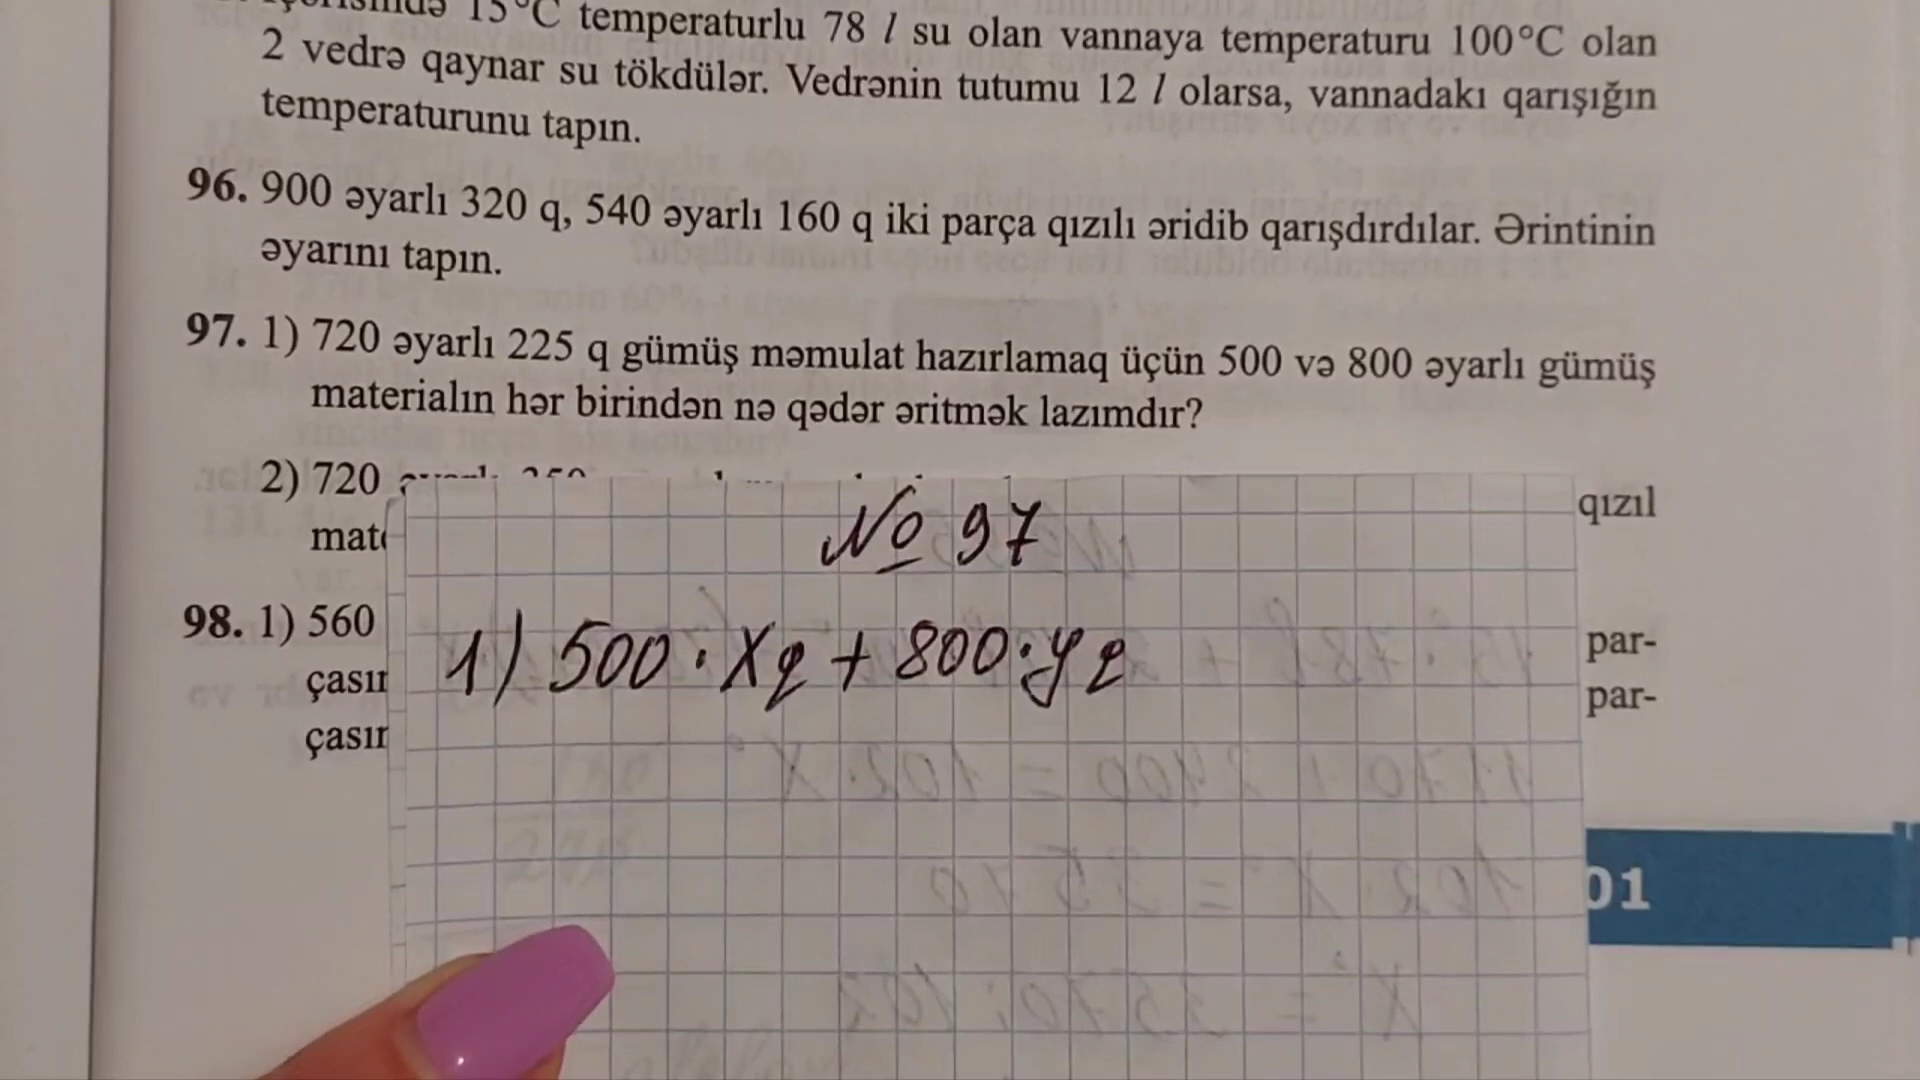 15°C temperaturlu 78 l su olan vannaya temperaturu 100°C olan
2 vedrə qaynar su tökdülər. Vedrənin tutumu 12 l olarsa, vannadakı qarışığın
temperaturunu tapın.
96. 900 əyarlı 320 q, 540 əyarlı 160 q iki parça qızılı əridib qarışdırdılar. Ərintinin
əyarını tapın.
97. 1) 720 əyarlı 225 q gümüş məmulat hazırlamaq üçün 500 və 800 əyarlı gümüş
materialın hər birindən nə qədər əritmək lazımdır?
2) 720 qızıl
№ 97
98. 1) 560 par-
1) 500 · xq + 800 · yq
par-
01